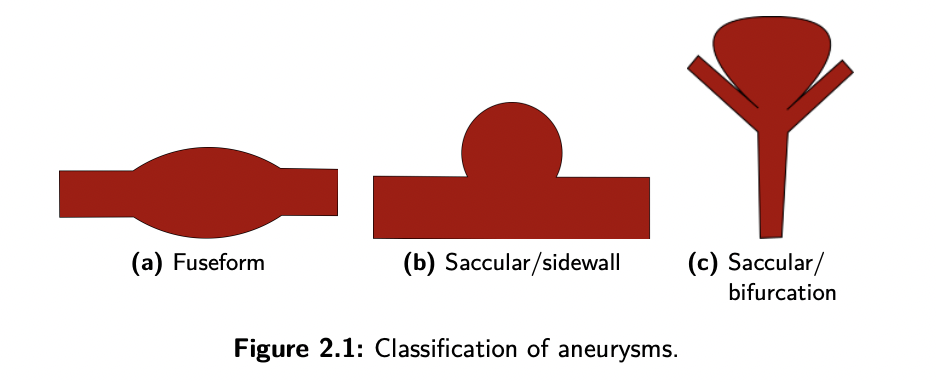 (a) Fuseform
(b) Saccular/sidewall
(c) Saccular/
bifurcation
Figure 2.1: Classification of aneurysms.